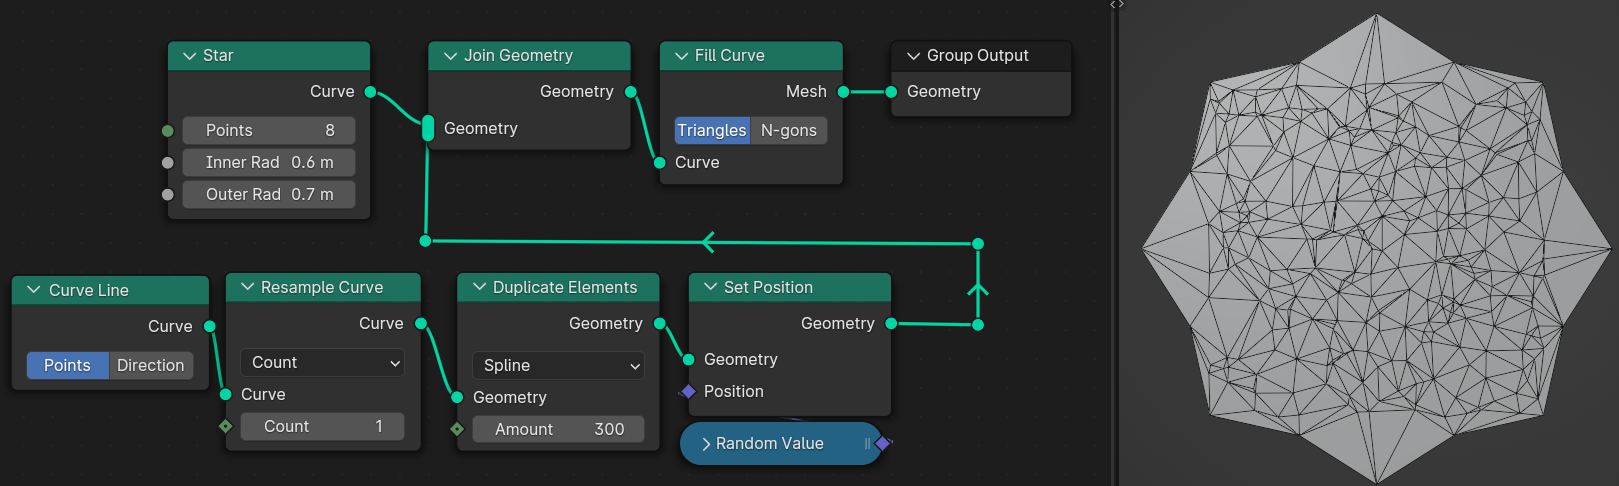 Star
Curve
Points 8
Inner Rad 0.6 m
Outer Rad 0.7 m
Join Geometry
Geometry
Geometry
Fill Curve
Mesh
Triangles N-gons
Curve
Group Output
Geometry
Curve Line
Curve
Points Direction
Resample Curve
Curve
Count
Curve
Count 1
Duplicate Elements
Geometry
Spline
Geometry
Amount 300
Set Position
Geometry
Geometry
Position
Random Value